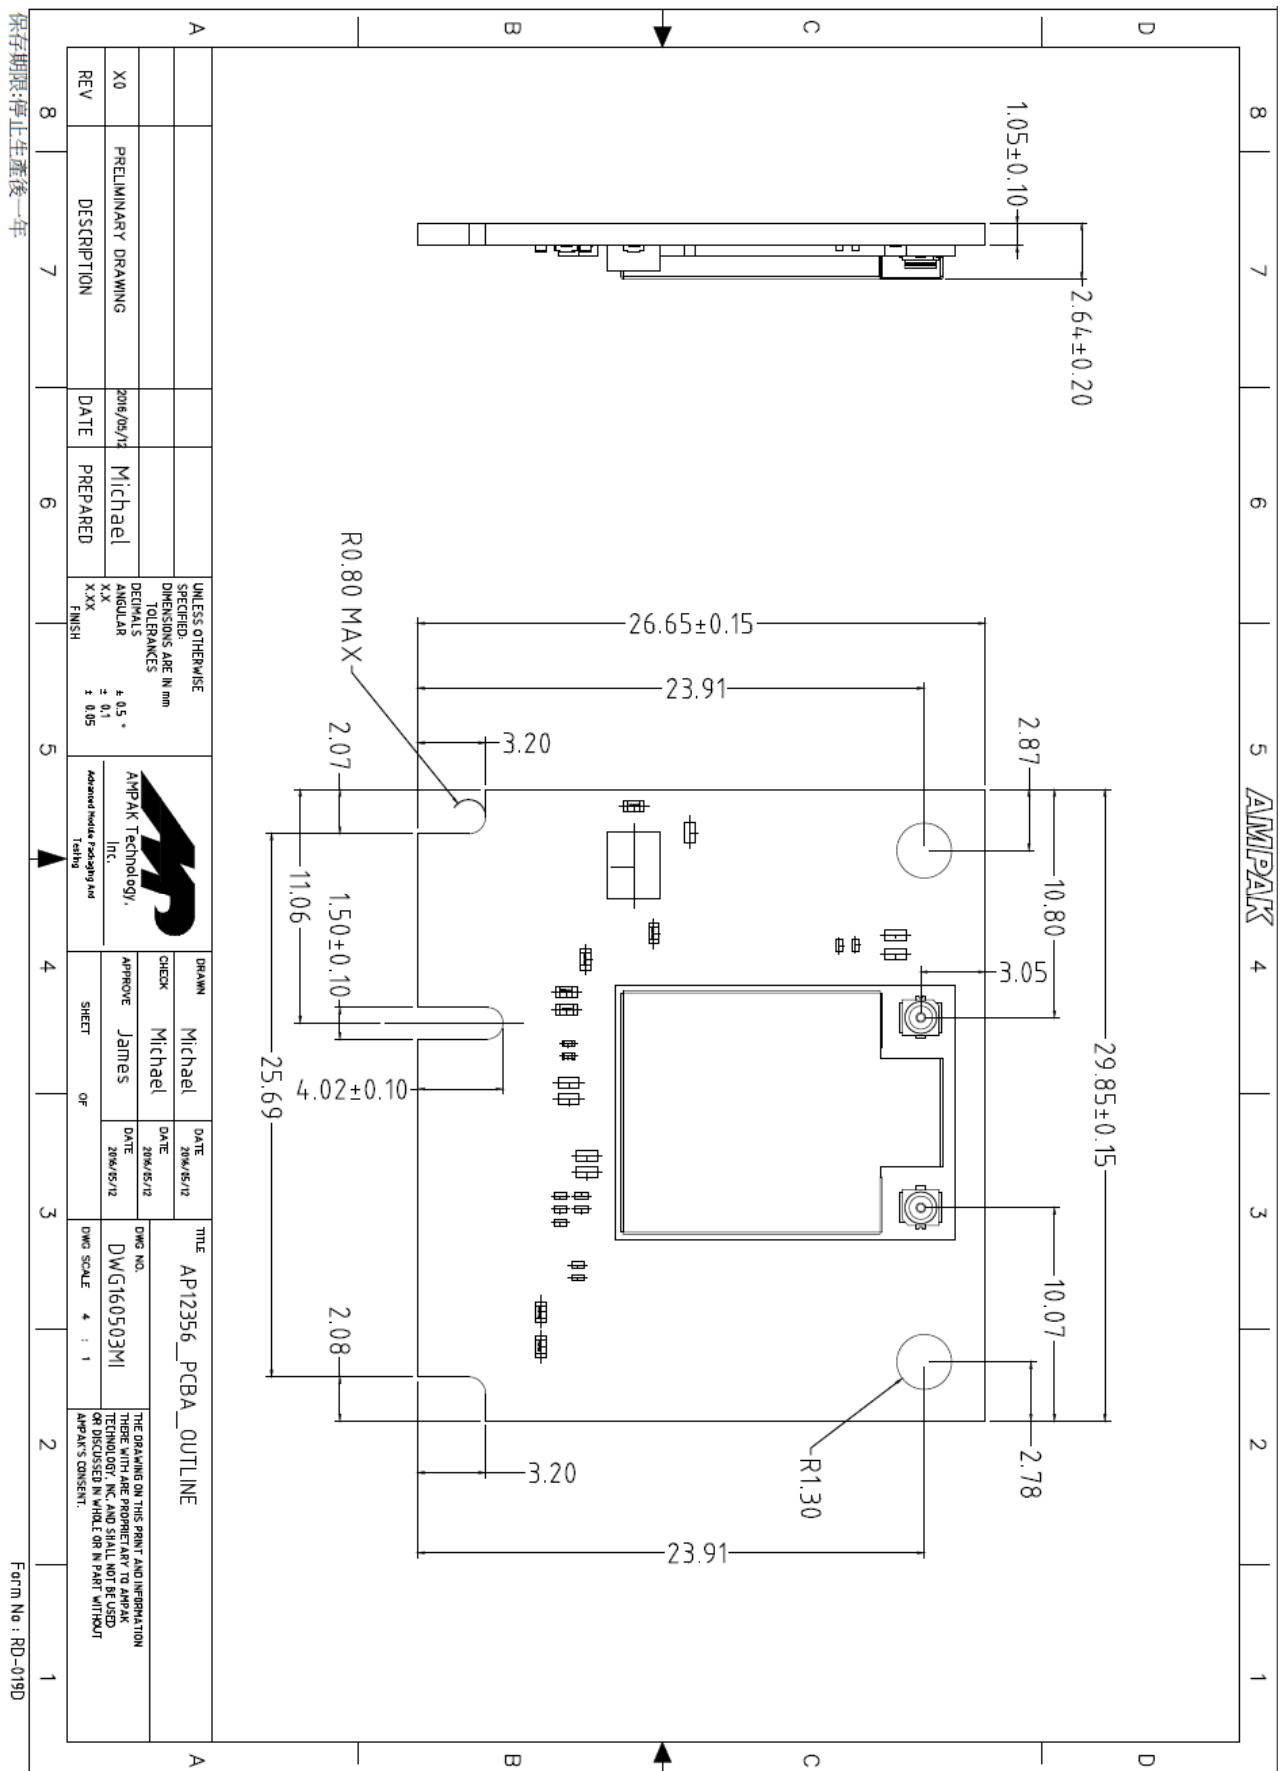 AMPAK
8 7 6 5 4 3 2 1
D
C
B
A
D
C
B
A
1.05±0.10
2.64±0.20
29.85±0.15
10.80
10.07
2.87
2.78
3.05
26.65±0.15
23.91
23.91
3.20
3.20
R1.30
R0.80 MAX
2.07
11.06
1.50±0.10
4.02±0.10
25.69
2.08
X0 PRELIMINARY DRAWING 2016/05/12 Michael
REV DESCRIPTION DATE PREPARED
UNLESS OTHERWISE
SPECIFIED:
DIMENSIONS ARE IN mm
TOLERANCES
DECIMALS
ANGULAR ± 0.5 °
X.X ± 0.1
X.XX ± 0.05
FINISH
AMPAK Technology,
Inc.
Advanced Module Packaging And
Testing
DRAWN Michael DATE 2016/05/12
CHECK Michael DATE 2016/05/12
APPROVE James DATE 2016/05/12
SHEET OF
TITLE AP12356_PCBA_OUTLINE
DWG NO. DWG160503MI
DWG SCALE 4 : 1
THE DRAWING ON THIS PRINT AND INFORMATION
THERE WITH ARE PROPRIETARY TO AMPAK
TECHNOLOGY, INC. AND SHALL NOT BE USED
OR DISCUSSED IN WHOLE OR IN PART WITHOUT
AMPAK'S CONSENT.
8 7 6 5 4 3 2 1
保存期限:停止生產後一年
Form No : RD-019D